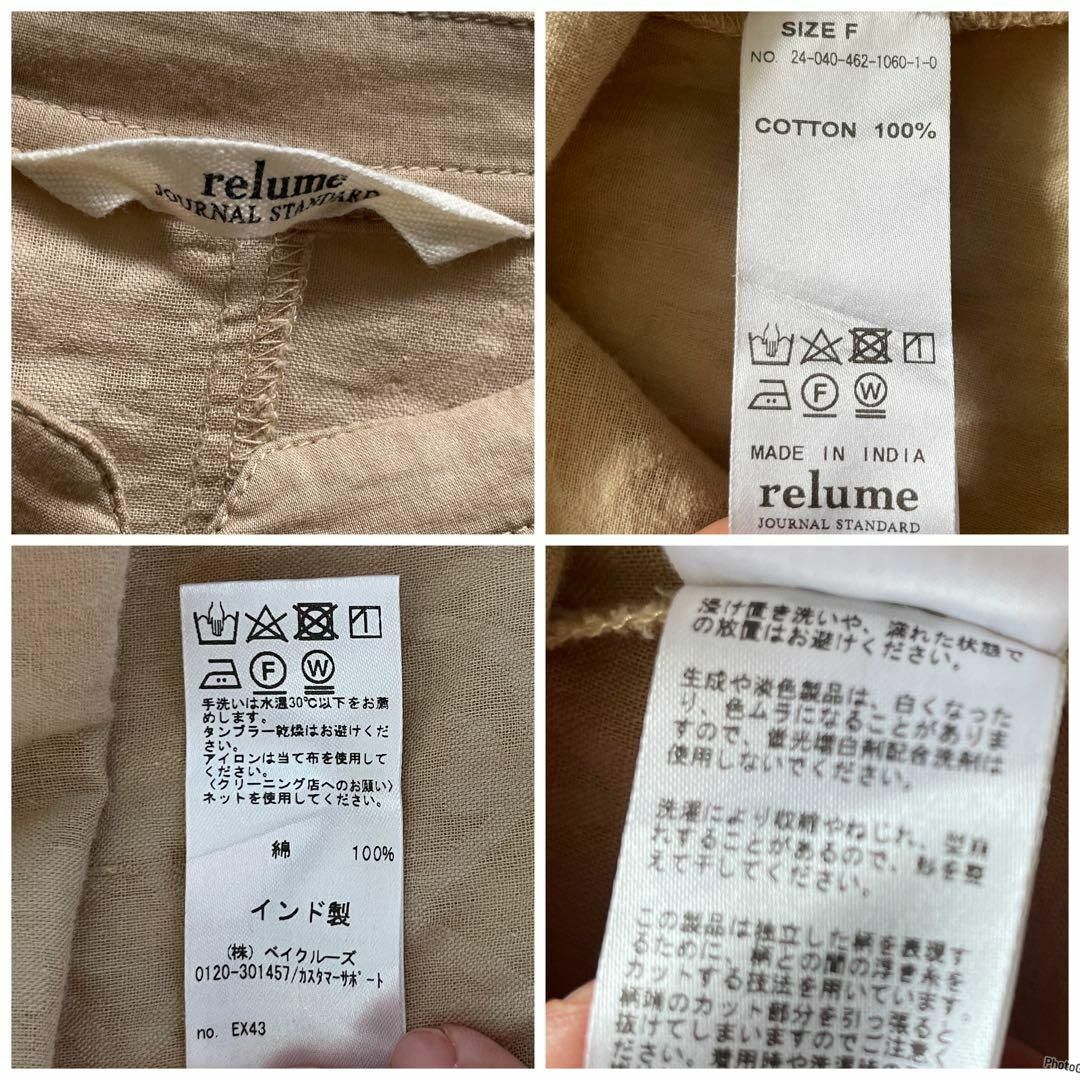 relume
JOURNAL STANDARD
SIZE F
NO. 24-040-462-1060-1-0
COTTON 100%
F W
MADE IN INDIA
relume
JOURNAL STANDARD
F W
手洗いは水温30℃以下をお薦
めします。
タンブラー乾燥はお避けくだ
さい。
アイロンは当て布を使用して
ください。
〈クリーニング店へのお願い〉
ネットを使用してください。
綿 100%
インド製
(株) ベイクルーズ
0120-301457/カスタマーサポート
no. EX43
浸け置き洗いや、濡れた状態で
の放置はお避けください。
生成や淡色製品は、白くなった
り、色ムラになることがありま
すので、蛍光増白剤配合洗剤は
使用しないでください。
洗濯により収縮やねじれ、型崩
れすることがあるので、形を整
えて干してください。
この製品は独立した柄を表現す
るために、柄との間の浮き糸を
カットする技法を用いています。
柄端のカット部分を引っ張ると
抜けてしまいますのでご注意く
ださい。着用時や洗濯
PhotoG